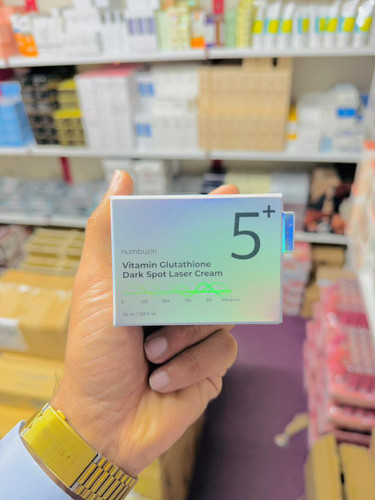 numbuzin
5+
Vitamin Glutathione
Dark Spot Laser Cream